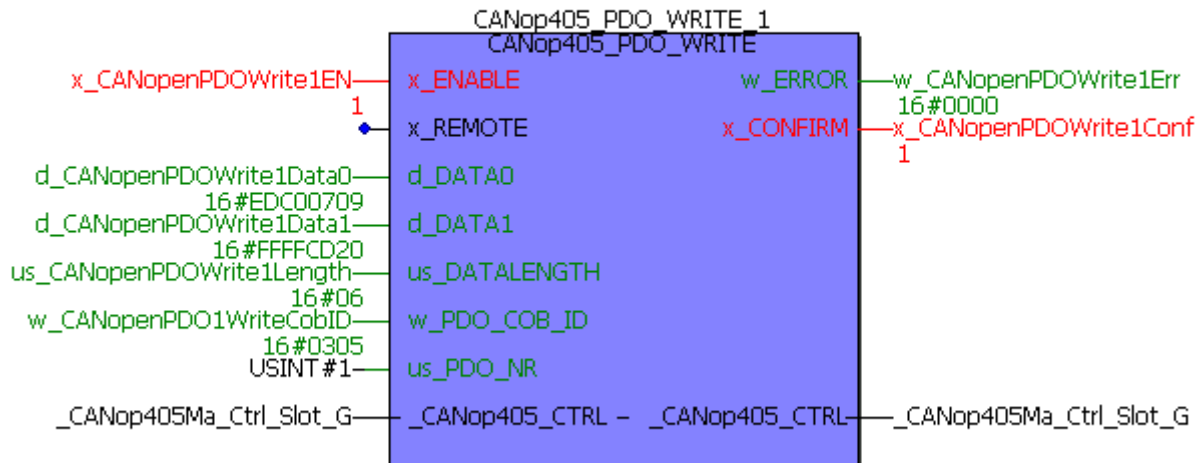 CANop405_PDO_WRITE_1
CANop405_PDO_WRITE
x_CANopenPDOWrite1EN x_ENABLE w_ERROR w_CANopenPDOWrite1Err
1 16#0000
x_REMOTE x_CONFIRM x_CANopenPDOWrite1Conf
1
d_CANopenPDOWrite1Data0 d_DATA0
16#EDC00709
d_CANopenPDOWrite1Data1 d_DATA1
16#FFFFCD20
us_CANopenPDOWrite1Length us_DATALENGTH
16#06
w_CANopenPDO1WriteCobID w_PDO_COB_ID
16#0305
USINT#1 us_PDO_NR
_CANop405Ma_Ctrl_Slot_G _CANop405_CTRL – _CANop405_CTRL _CANop405Ma_Ctrl_Slot_G